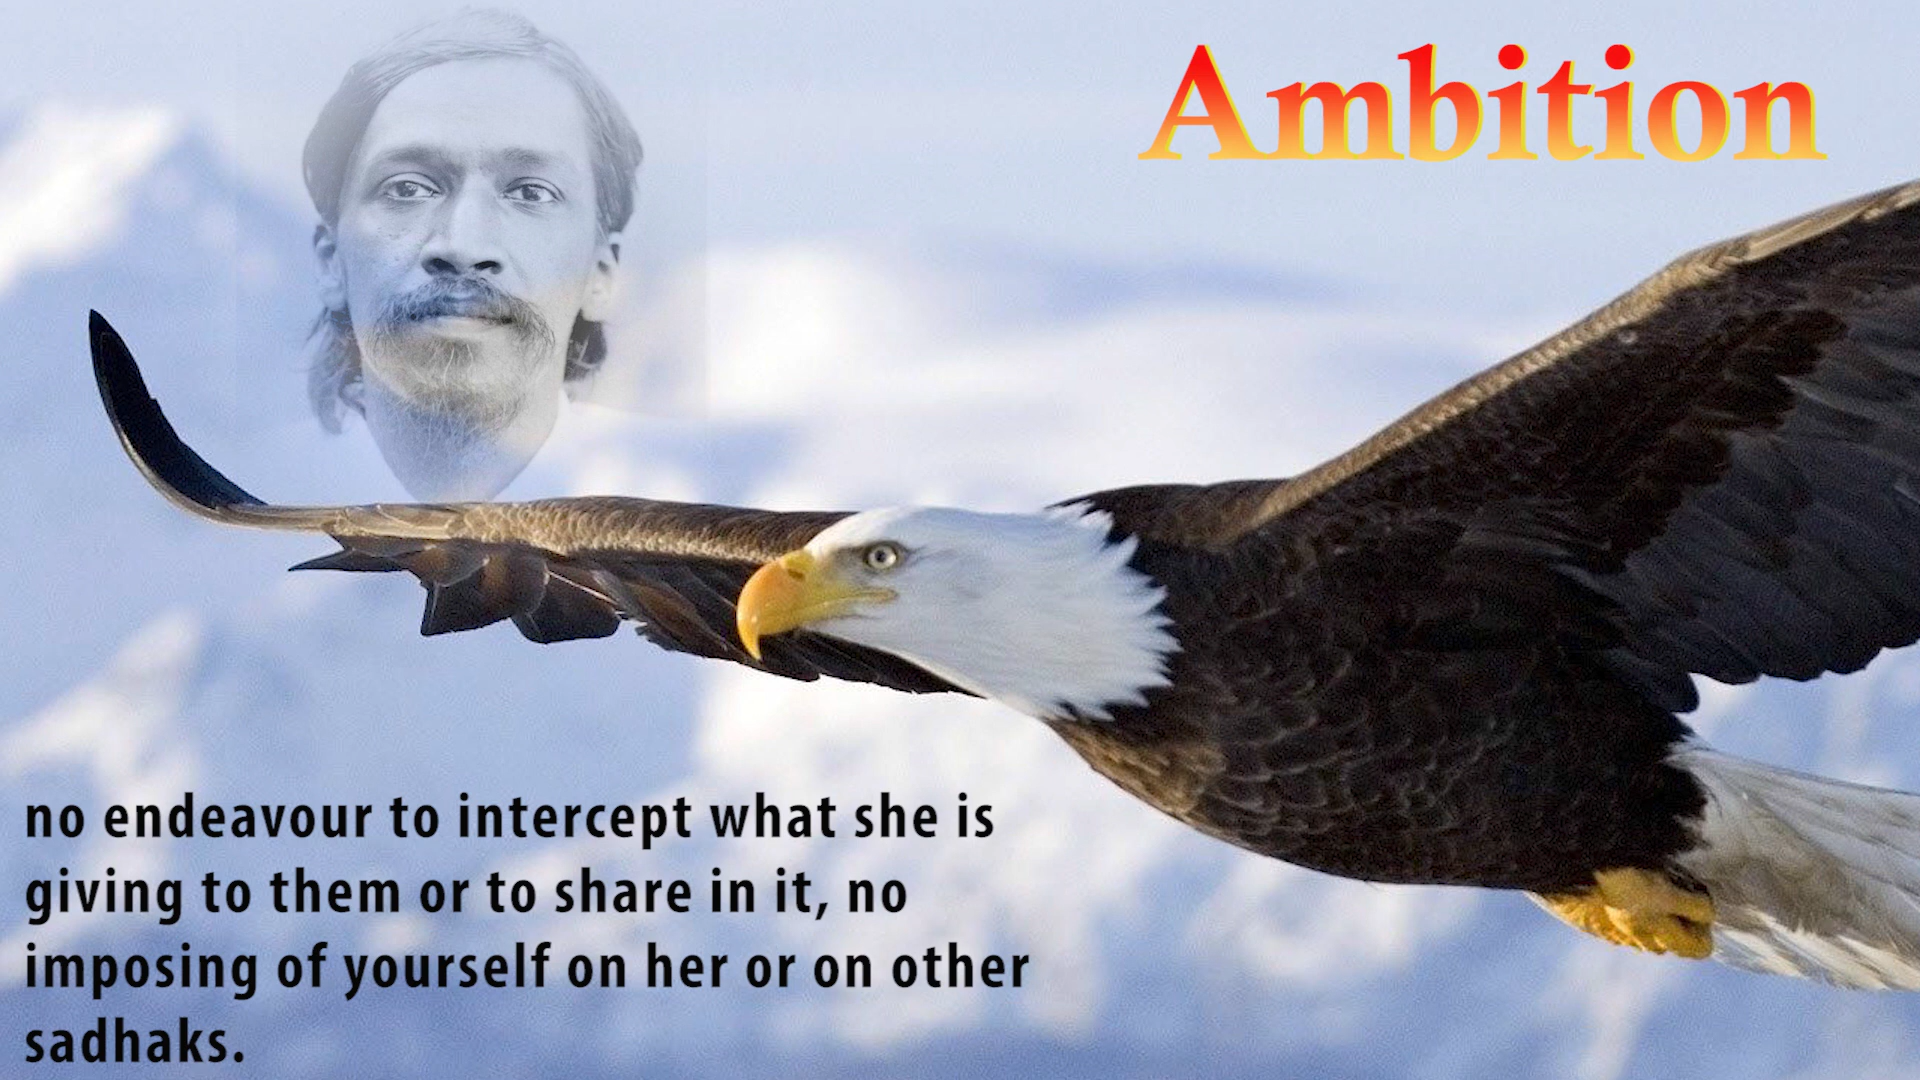 Ambition
no endeavour to intercept what she is
giving to them or to share in it, no
imposing of yourself on her or on other
sadhaks.